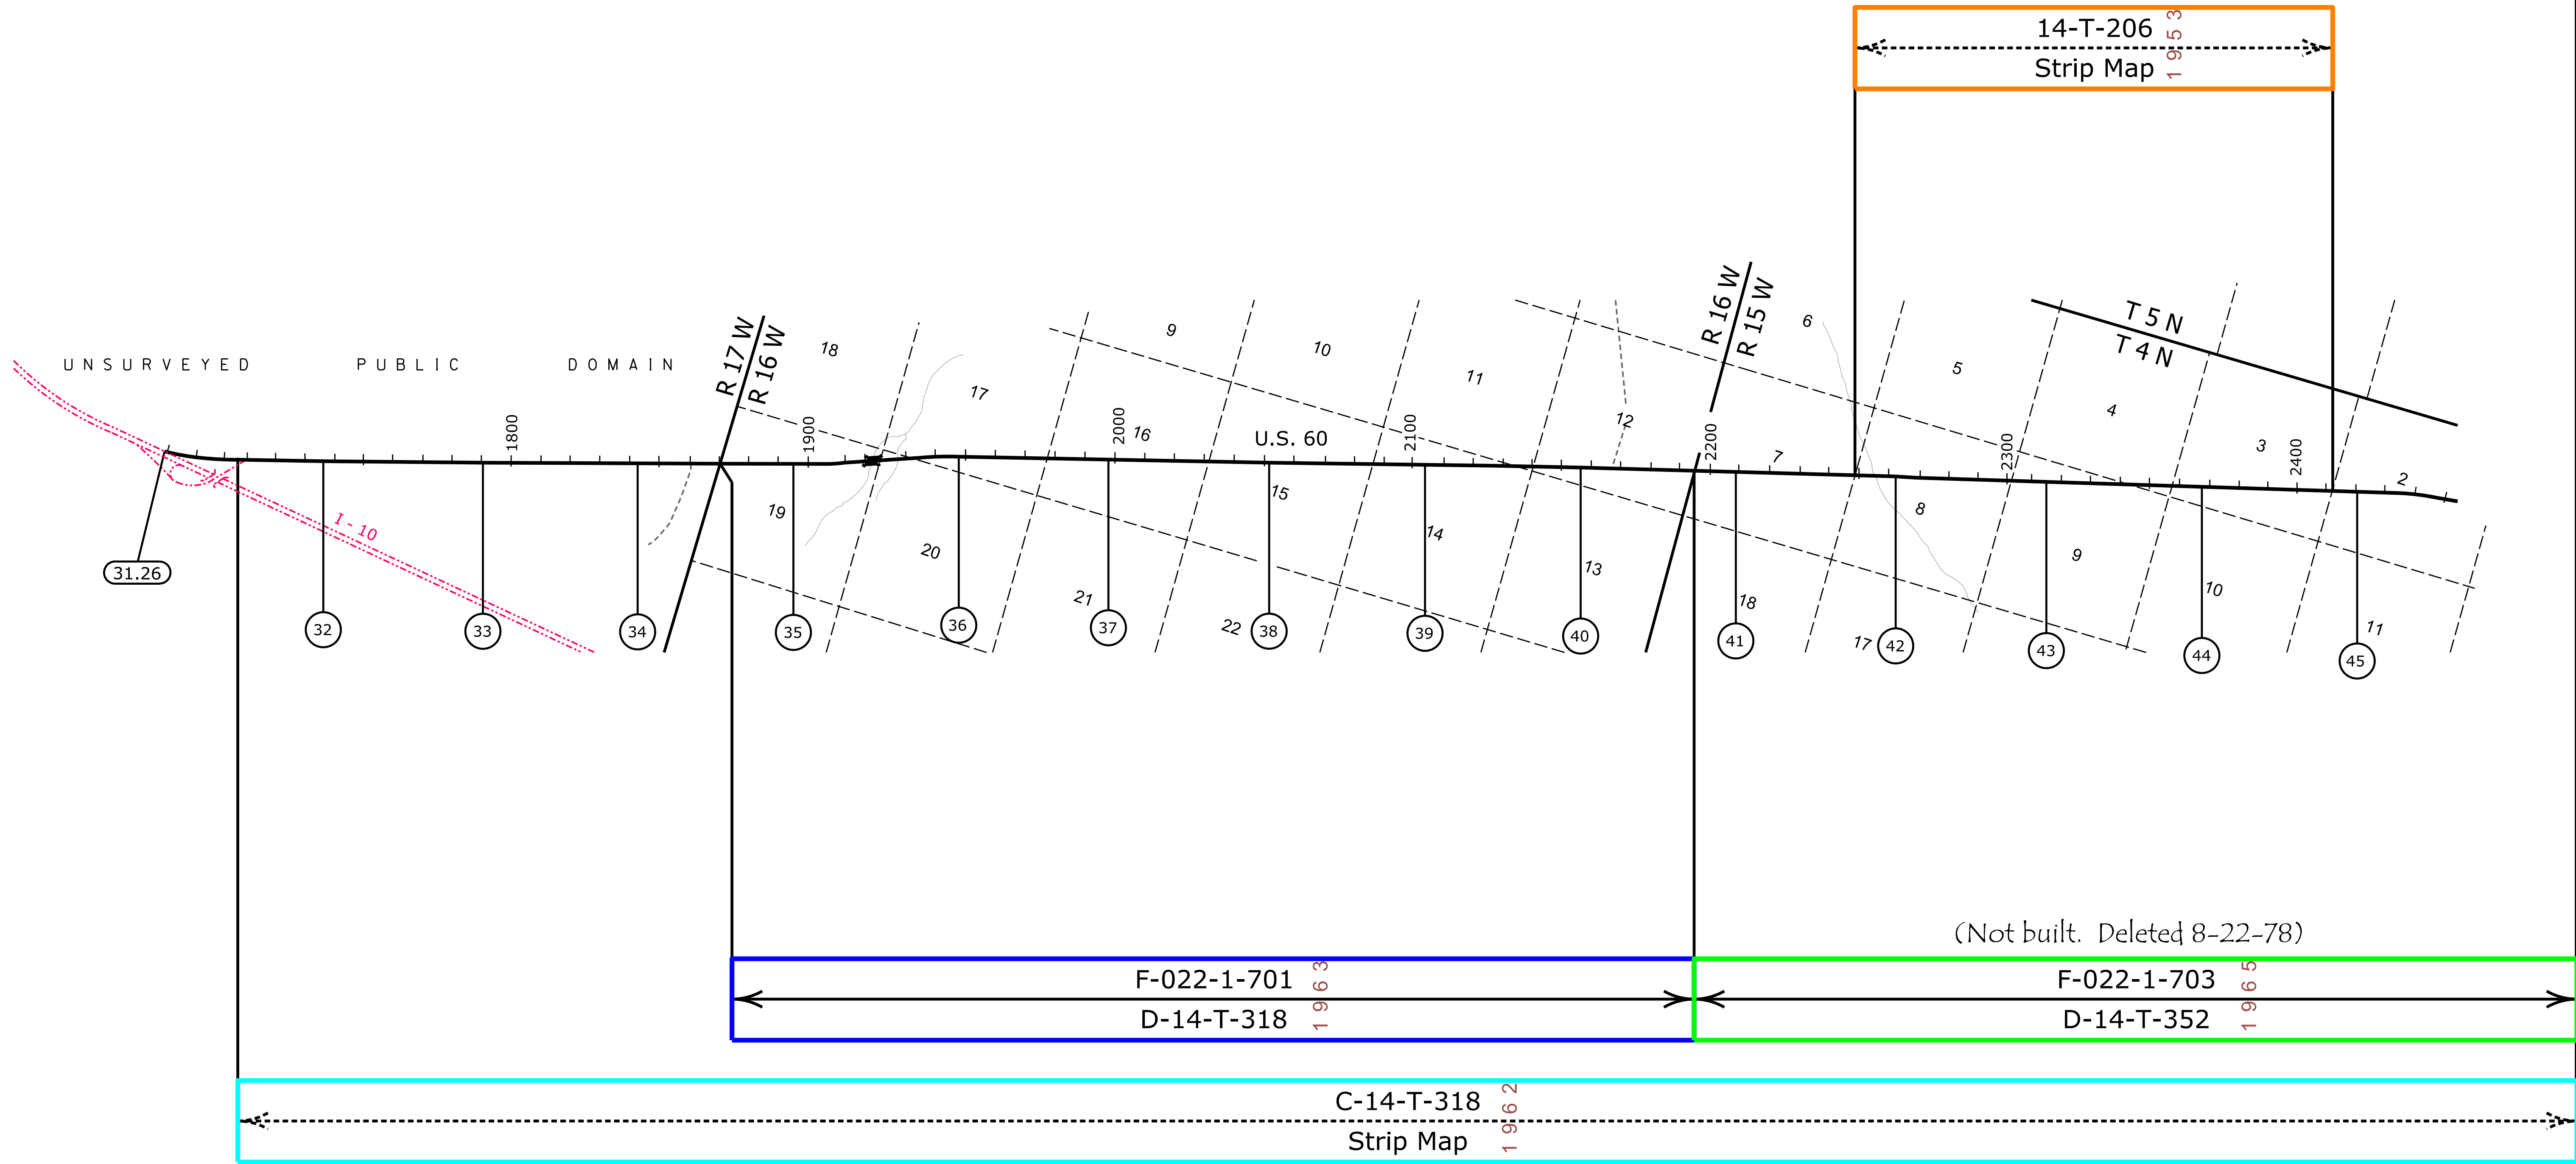 14-T-206
1953
Strip Map
UNSURVEYED PUBLIC DOMAIN
R 17 W
R 16 W
R 16 W
R 15 W
T 5 N
T 4 N
18
17
9
16
10
11
12
6
7
5
4
3
2
1800
1900
2000
U.S. 60
2100
2200
2300
2400
I - 10
19
20
21
15
22
14
13
18
8
17
9
10
11
31.26
32
33
34
35
36
37
38
39
40
41
42
43
44
45
(Not built. Deleted 8-22-78)
F-022-1-701
1963
D-14-T-318
F-022-1-703
1965
D-14-T-352
C-14-T-318
1962
Strip Map